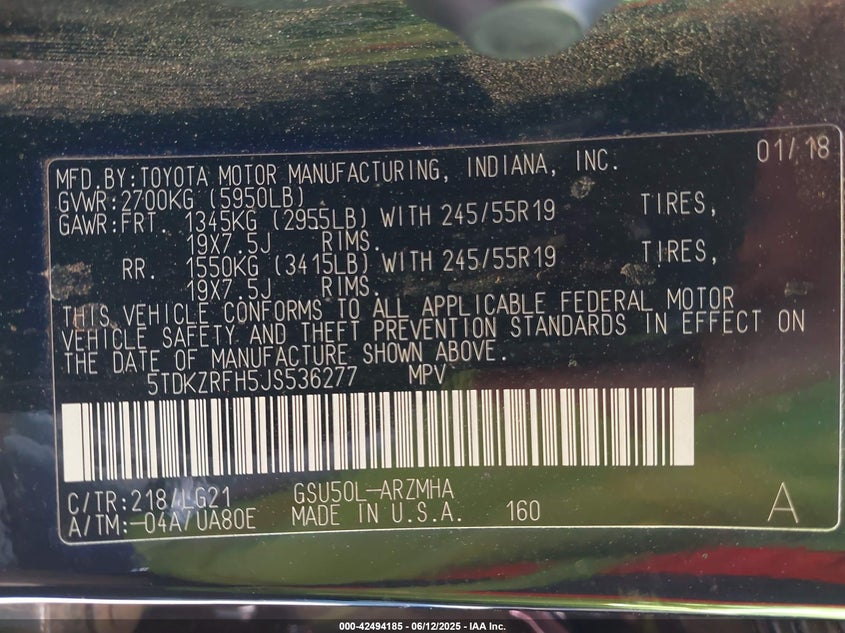 01/18
MFD.BY:TOYOTA MOTOR MANUFACTURING, INDIANA, INC.
GVWR:2700KG (5950LB)
GAWR:FRT. 1345KG (2955LB) WITH 245/55R19 TIRES,
19X7.5J RIMS.
RR. 1550KG (3415LB) WITH 245/55R19 TIRES,
19X7.5J RIMS.
THIS VEHICLE CONFORMS TO ALL APPLICABLE FEDERAL MOTOR
VEHICLE SAFETY AND THEFT PREVENTION STANDARDS IN EFFECT ON
THE DATE OF MANUFACTURE SHOWN ABOVE.
5TDKZRFH5JS536277 MPV
C/TR:218/LG21 GSU50L-ARZMHA
A/TM:-04A/UA80E MADE IN U.S.A. 160 A
000-42494185 - 06/12/2025 - IAA Inc.